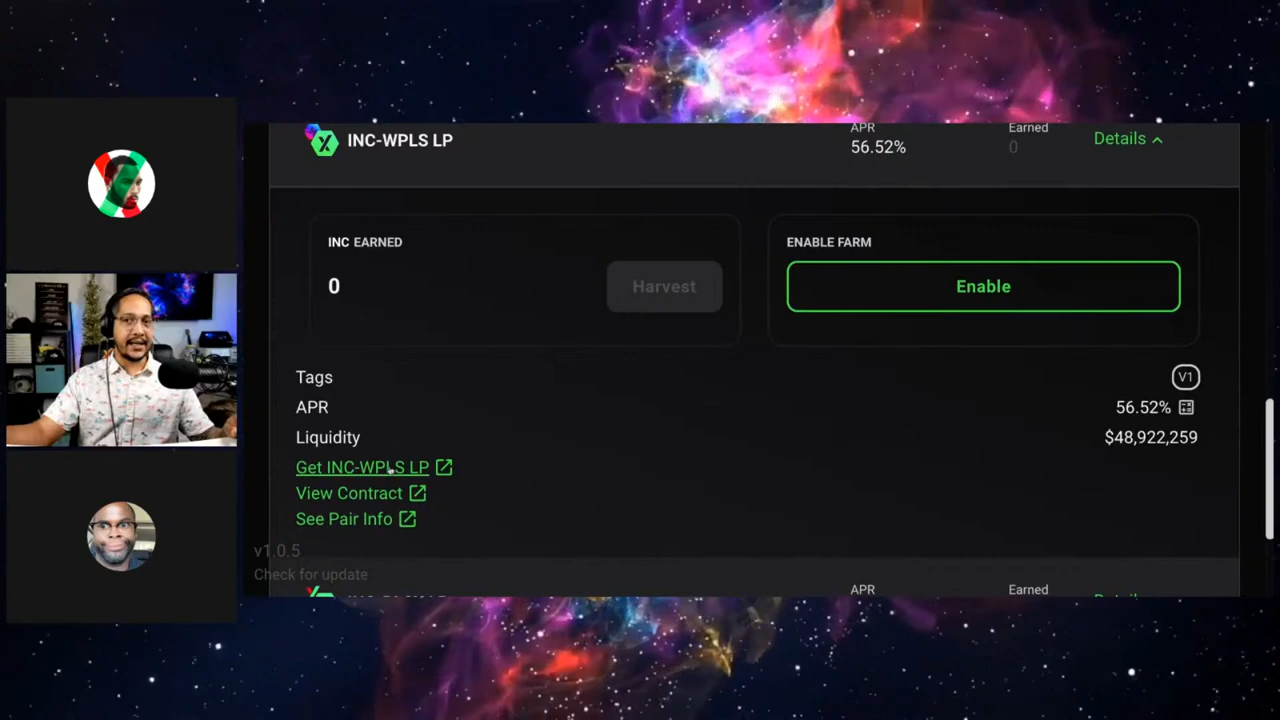 INC-WPLS LP
APR
56.52%
Earned
0
Details
INC EARNED
0
Harvest
ENABLE FARM
Enable
Tags
V1
APR
56.52%
Liquidity
$48,922,259
Get INC-WPLS LP
View Contract
See Pair Info
v1.0.5
Check for update
APR
Earned
Details